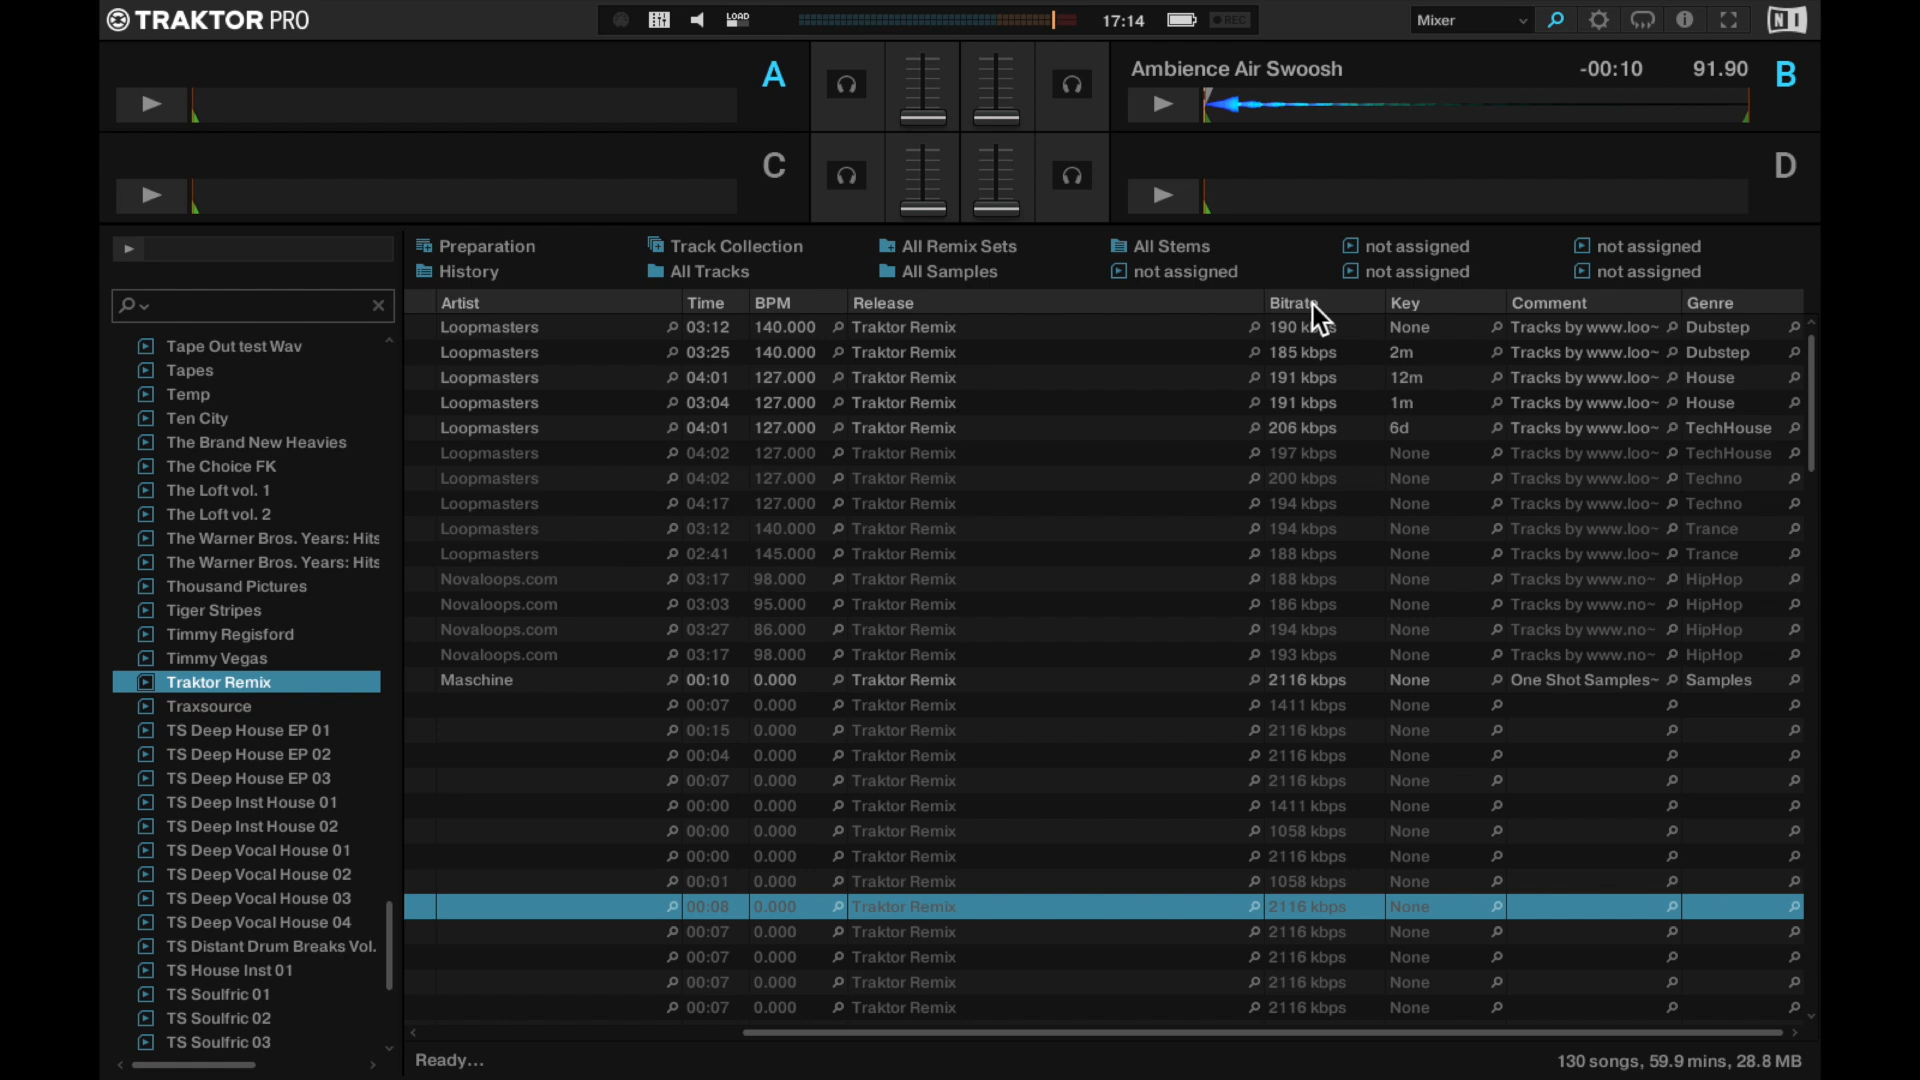 TRAKTOR PRO
LOAD
17:14
REC
Mixer
NI
A
Ambience Air Swoosh -00:10 91.90 B
C
D
Preparation Track Collection All Remix Sets All Stems not assigned not assigned
History All Tracks All Samples not assigned not assigned not assigned
Artist Time BPM Release Bitrate Key Comment Genre
Loopmasters 03:12 140.000 Traktor Remix 190 kbps None Tracks by www.loo~ Dubstep
Loopmasters 03:25 140.000 Traktor Remix 185 kbps 2m Tracks by www.loo~ Dubstep
Loopmasters 04:01 127.000 Traktor Remix 191 kbps 12m Tracks by www.loo~ House
Loopmasters 03:04 127.000 Traktor Remix 191 kbps 1m Tracks by www.loo~ House
Loopmasters 04:01 127.000 Traktor Remix 206 kbps 6d Tracks by www.loo~ TechHouse
Loopmasters 04:02 127.000 Traktor Remix 197 kbps None Tracks by www.loo~ TechHouse
Loopmasters 04:02 127.000 Traktor Remix 200 kbps None Tracks by www.loo~ Techno
Loopmasters 04:17 127.000 Traktor Remix 194 kbps None Tracks by www.loo~ Techno
Loopmasters 03:12 140.000 Traktor Remix 194 kbps None Tracks by www.loo~ Trance
Loopmasters 02:41 145.000 Traktor Remix 188 kbps None Tracks by www.loo~ Trance
Novaloops.com 03:17 98.000 Traktor Remix 188 kbps None Tracks by www.no~ HipHop
Novaloops.com 03:03 95.000 Traktor Remix 186 kbps None Tracks by www.no~ HipHop
Novaloops.com 03:27 86.000 Traktor Remix 194 kbps None Tracks by www.no~ HipHop
Novaloops.com 03:17 98.000 Traktor Remix 193 kbps None Tracks by www.no~ HipHop
Maschine 00:10 0.000 Traktor Remix 2116 kbps None One Shot Samples~ Samples
00:07 0.000 Traktor Remix 1411 kbps None
00:15 0.000 Traktor Remix 2116 kbps None
00:04 0.000 Traktor Remix 2116 kbps None
00:07 0.000 Traktor Remix 2116 kbps None
00:00 0.000 Traktor Remix 1411 kbps None
00:00 0.000 Traktor Remix 1058 kbps None
00:00 0.000 Traktor Remix 2116 kbps None
00:01 0.000 Traktor Remix 1058 kbps None
00:08 0.000 Traktor Remix 2116 kbps None
00:07 0.000 Traktor Remix 2116 kbps None
00:07 0.000 Traktor Remix 2116 kbps None
00:07 0.000 Traktor Remix 2116 kbps None
00:07 0.000 Traktor Remix 2116 kbps None
Tape Out test Wav
Tapes
Temp
Ten City
The Brand New Heavies
The Choice FK
The Loft vol. 1
The Loft vol. 2
The Warner Bros. Years: Hits
The Warner Bros. Years: Hits
Thousand Pictures
Tiger Stripes
Timmy Regisford
Timmy Vegas
Traktor Remix
Traxsource
TS Deep House EP 01
TS Deep House EP 02
TS Deep House EP 03
TS Deep Inst House 01
TS Deep Inst House 02
TS Deep Vocal House 01
TS Deep Vocal House 02
TS Deep Vocal House 03
TS Deep Vocal House 04
TS Distant Drum Breaks Vol.
TS House Inst 01
TS Soulfric 01
TS Soulfric 02
TS Soulfric 03
Ready...
130 songs, 59.9 mins, 28.8 MB